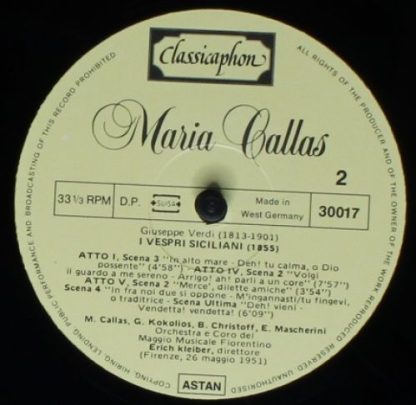 Classicaphon
Maria Callas
2
33 1/3 RPM D.P. SUISA Made in West Germany 30017
Giuseppe Verdi (1813-1901)
I VESPRI SICILIANI (1855)
ATTO I, Scena 3 "In alto mare - Deh! tu calma, o Dio
possente" (4'58") - ATTO IV, Scena 2 "Volgi
il guardo a me sereno - Arrigo! ah! parli a un core" (7'57")
ATTO V, Scena 2 "Merce', dilette amiche" (3'54")
Scena 4 "In fra noi due si oppone - M'ingannasti/tu fingevi,
o traditrice - Scena Ultima "Deh! vieni -
Vendetta! vendetta! (6'09")
M. Callas, G. Kokolios, B. Christoff, E. Mascherini
Orchestra e Coro del
Maggio Musicale Fiorentino
Erich kleiber, direttore
(Firenze, 26 maggio 1951)
ASTAN
ALL RIGHTS OF THE PRODUCER AND OF THE OWNER OF THE WORK REPRODUCED RESERVED. UNAUTHORISED COPYING, HIRING, LENDING, PUBLIC PERFORMANCE AND BROADCASTING OF THIS RECORD PROHIBITED